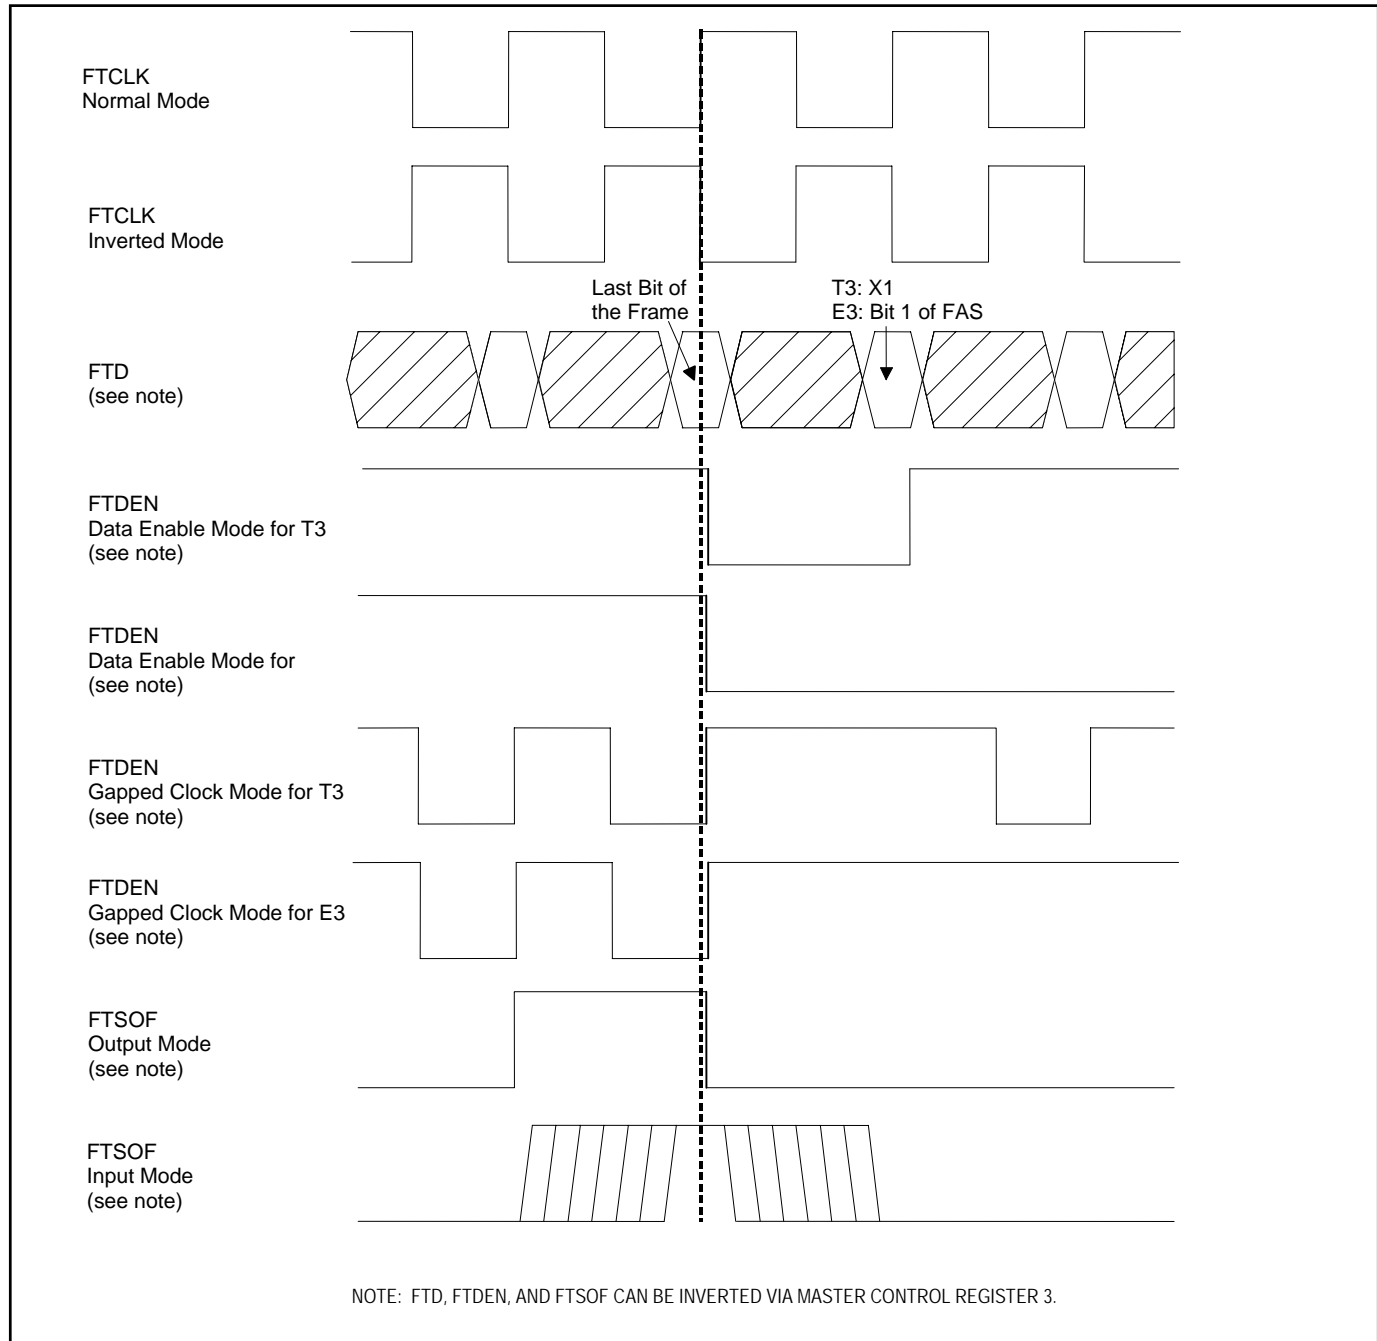 FTCLK
Normal Mode
FTCLK
Inverted Mode
Last Bit of
the Frame
T3: X1
E3: Bit 1 of FAS
FTD
(see note)
FTDEN
Data Enable Mode for T3
(see note)
FTDEN
Data Enable Mode for
(see note)
FTDEN
Gapped Clock Mode for T3
(see note)
FTDEN
Gapped Clock Mode for E3
(see note)
FTSOF
Output Mode
(see note)
FTSOF
Input Mode
(see note)
NOTE: FTD, FTDEN, AND FTSOF CAN BE INVERTED VIA MASTER CONTROL REGISTER 3.